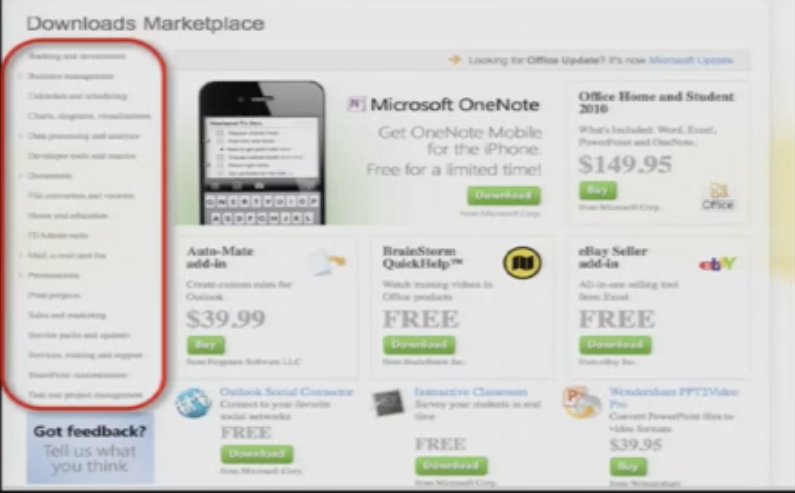 Downloads Marketplace
Banking and investments
Business management
Calendars and scheduling
Charts, diagrams, visualizations
Data processing and analysis
Developer tools and macros
Documents
File conversion and viewers
Home and education
IT/Admin tools
Mail, e-mail and fax
Presentations
Print projects
Sales and marketing
Service packs and updates
Services, training and support
SharePoint customization
Task and project management
Got feedback?
Tell us what
you think
Looking for Office Update? It's now Microsoft Update
Microsoft OneNote
Get OneNote Mobile
for the iPhone.
Free for a limited time!
Download
from Microsoft Corp.
Office Home and Student
2010
What's Included: Word, Excel,
PowerPoint and OneNote.
$149.95
Buy
from Microsoft Corp.
Office
Auto-Mate
add-in
Create custom rules for
Outlook
$39.99
Buy
from Software LLC
BrainStorm
QuickHelp™
Watch training videos in
Office products
FREE
Download
from BrainStorm Inc.
eBay Seller
add-in
ebY
All-in-one selling tool
from Excel
FREE
Download
from eBay Inc.
Outlook Social Connector
Connect to your favorite
social networks
FREE
Download
from Microsoft Corp.
Interactive Classroom
Survey your students in real
time
FREE
Download
from Microsoft Corp.
Wondershare PPT2Video
Pro
Convert PowerPoint files to
video formats
$39.95
Buy
from Wondershare